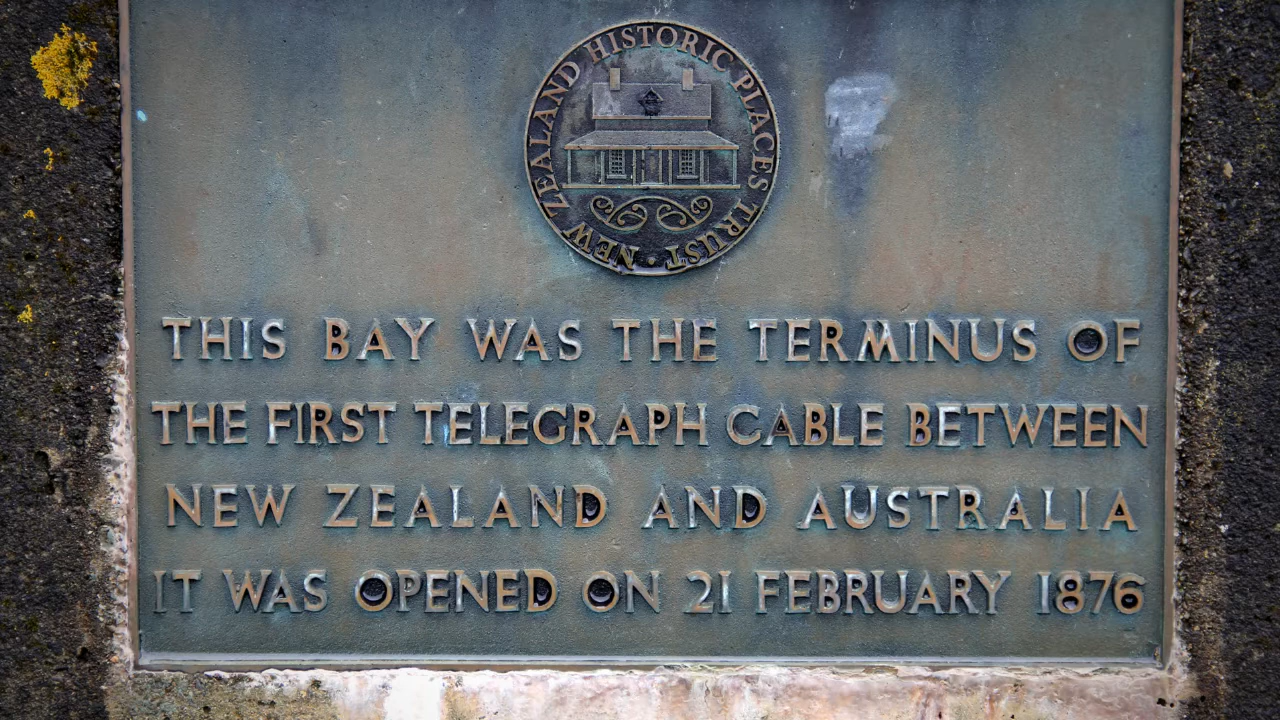 NEW ZEALAND HISTORIC PLACES TRUST
THIS BAY WAS THE TERMINUS OF
THE FIRST TELEGRAPH CABLE BETWEEN
NEW ZEALAND AND AUSTRALIA
IT WAS OPENED ON 21 FEBRUARY 1876